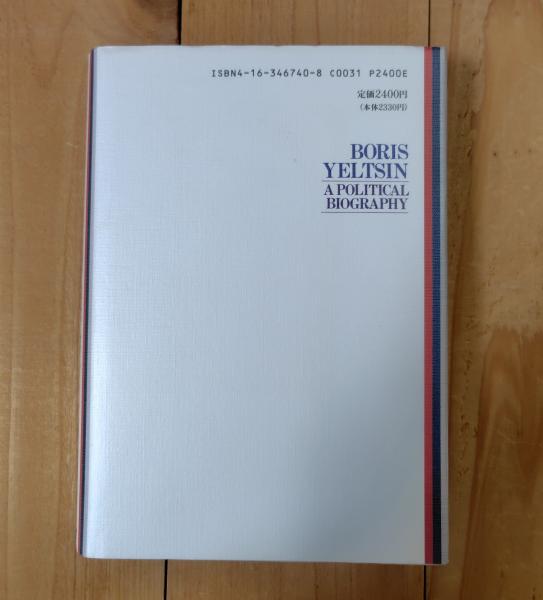 ISBN4-16-346740-8 C0031 P2400E
定価2400円
(本体2330円)
BORIS
YELTSIN
A POLITICAL
BIOGRAPHY